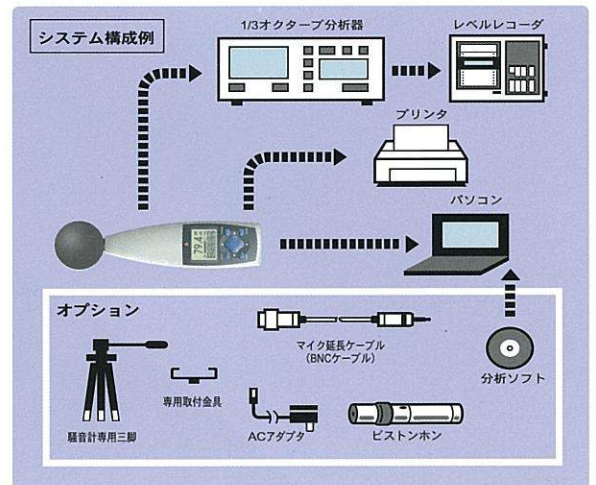 システム構成例
1/3オクターブ分析器
レベルレコーダ
プリンタ
パソコン
79.4
オプション
マイク延長ケーブル
(BNCケーブル)
分析ソフト
専用取付金具
騒音計専用三脚
ACアダプタ
ピストンホン